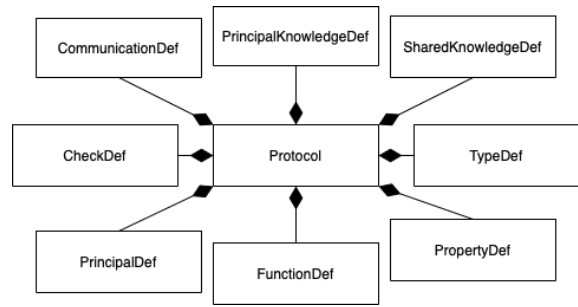 CommunicationDef
PrincipalKnowledgeDef
SharedKnowledgeDef
CheckDef
Protocol
TypeDef
PrincipalDef
FunctionDef
PropertyDef